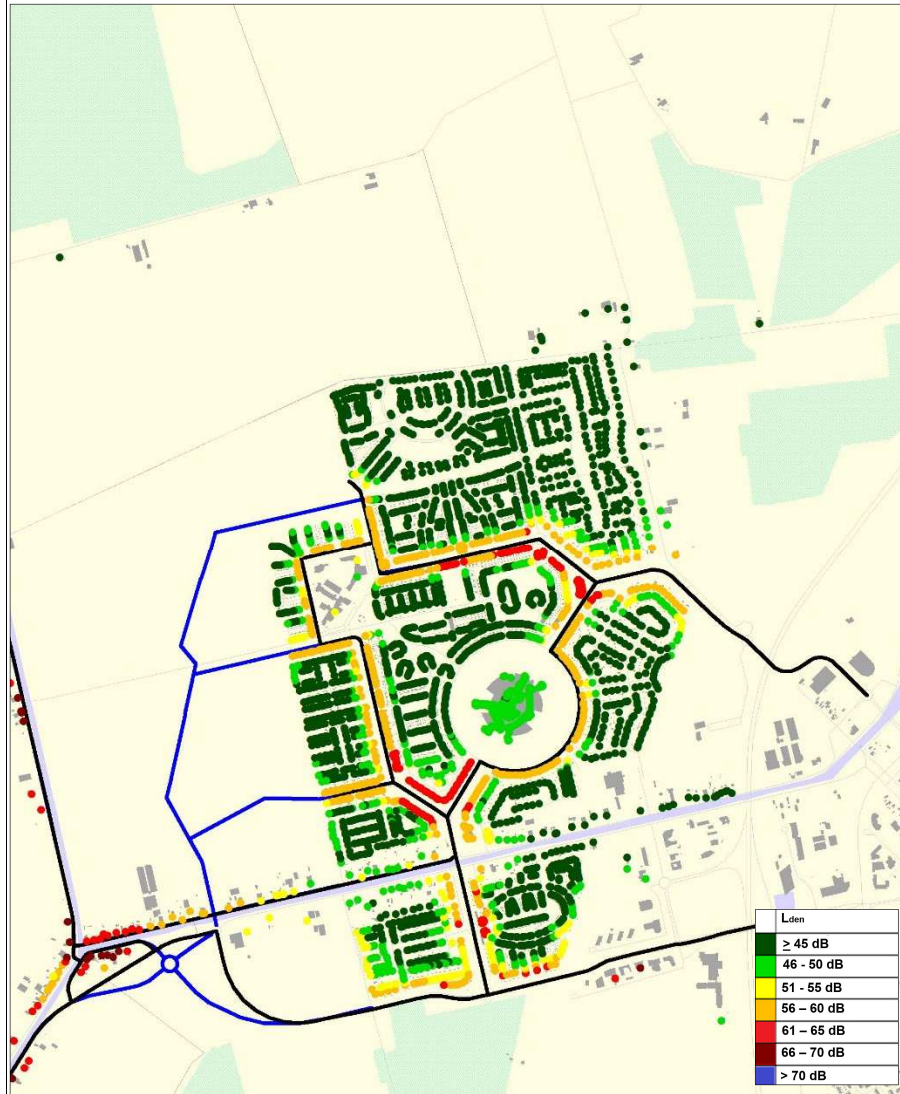 Lden
≥ 45 dB
46 - 50 dB
51 - 55 dB
56 – 60 dB
61 – 65 dB
66 – 70 dB
> 70 dB